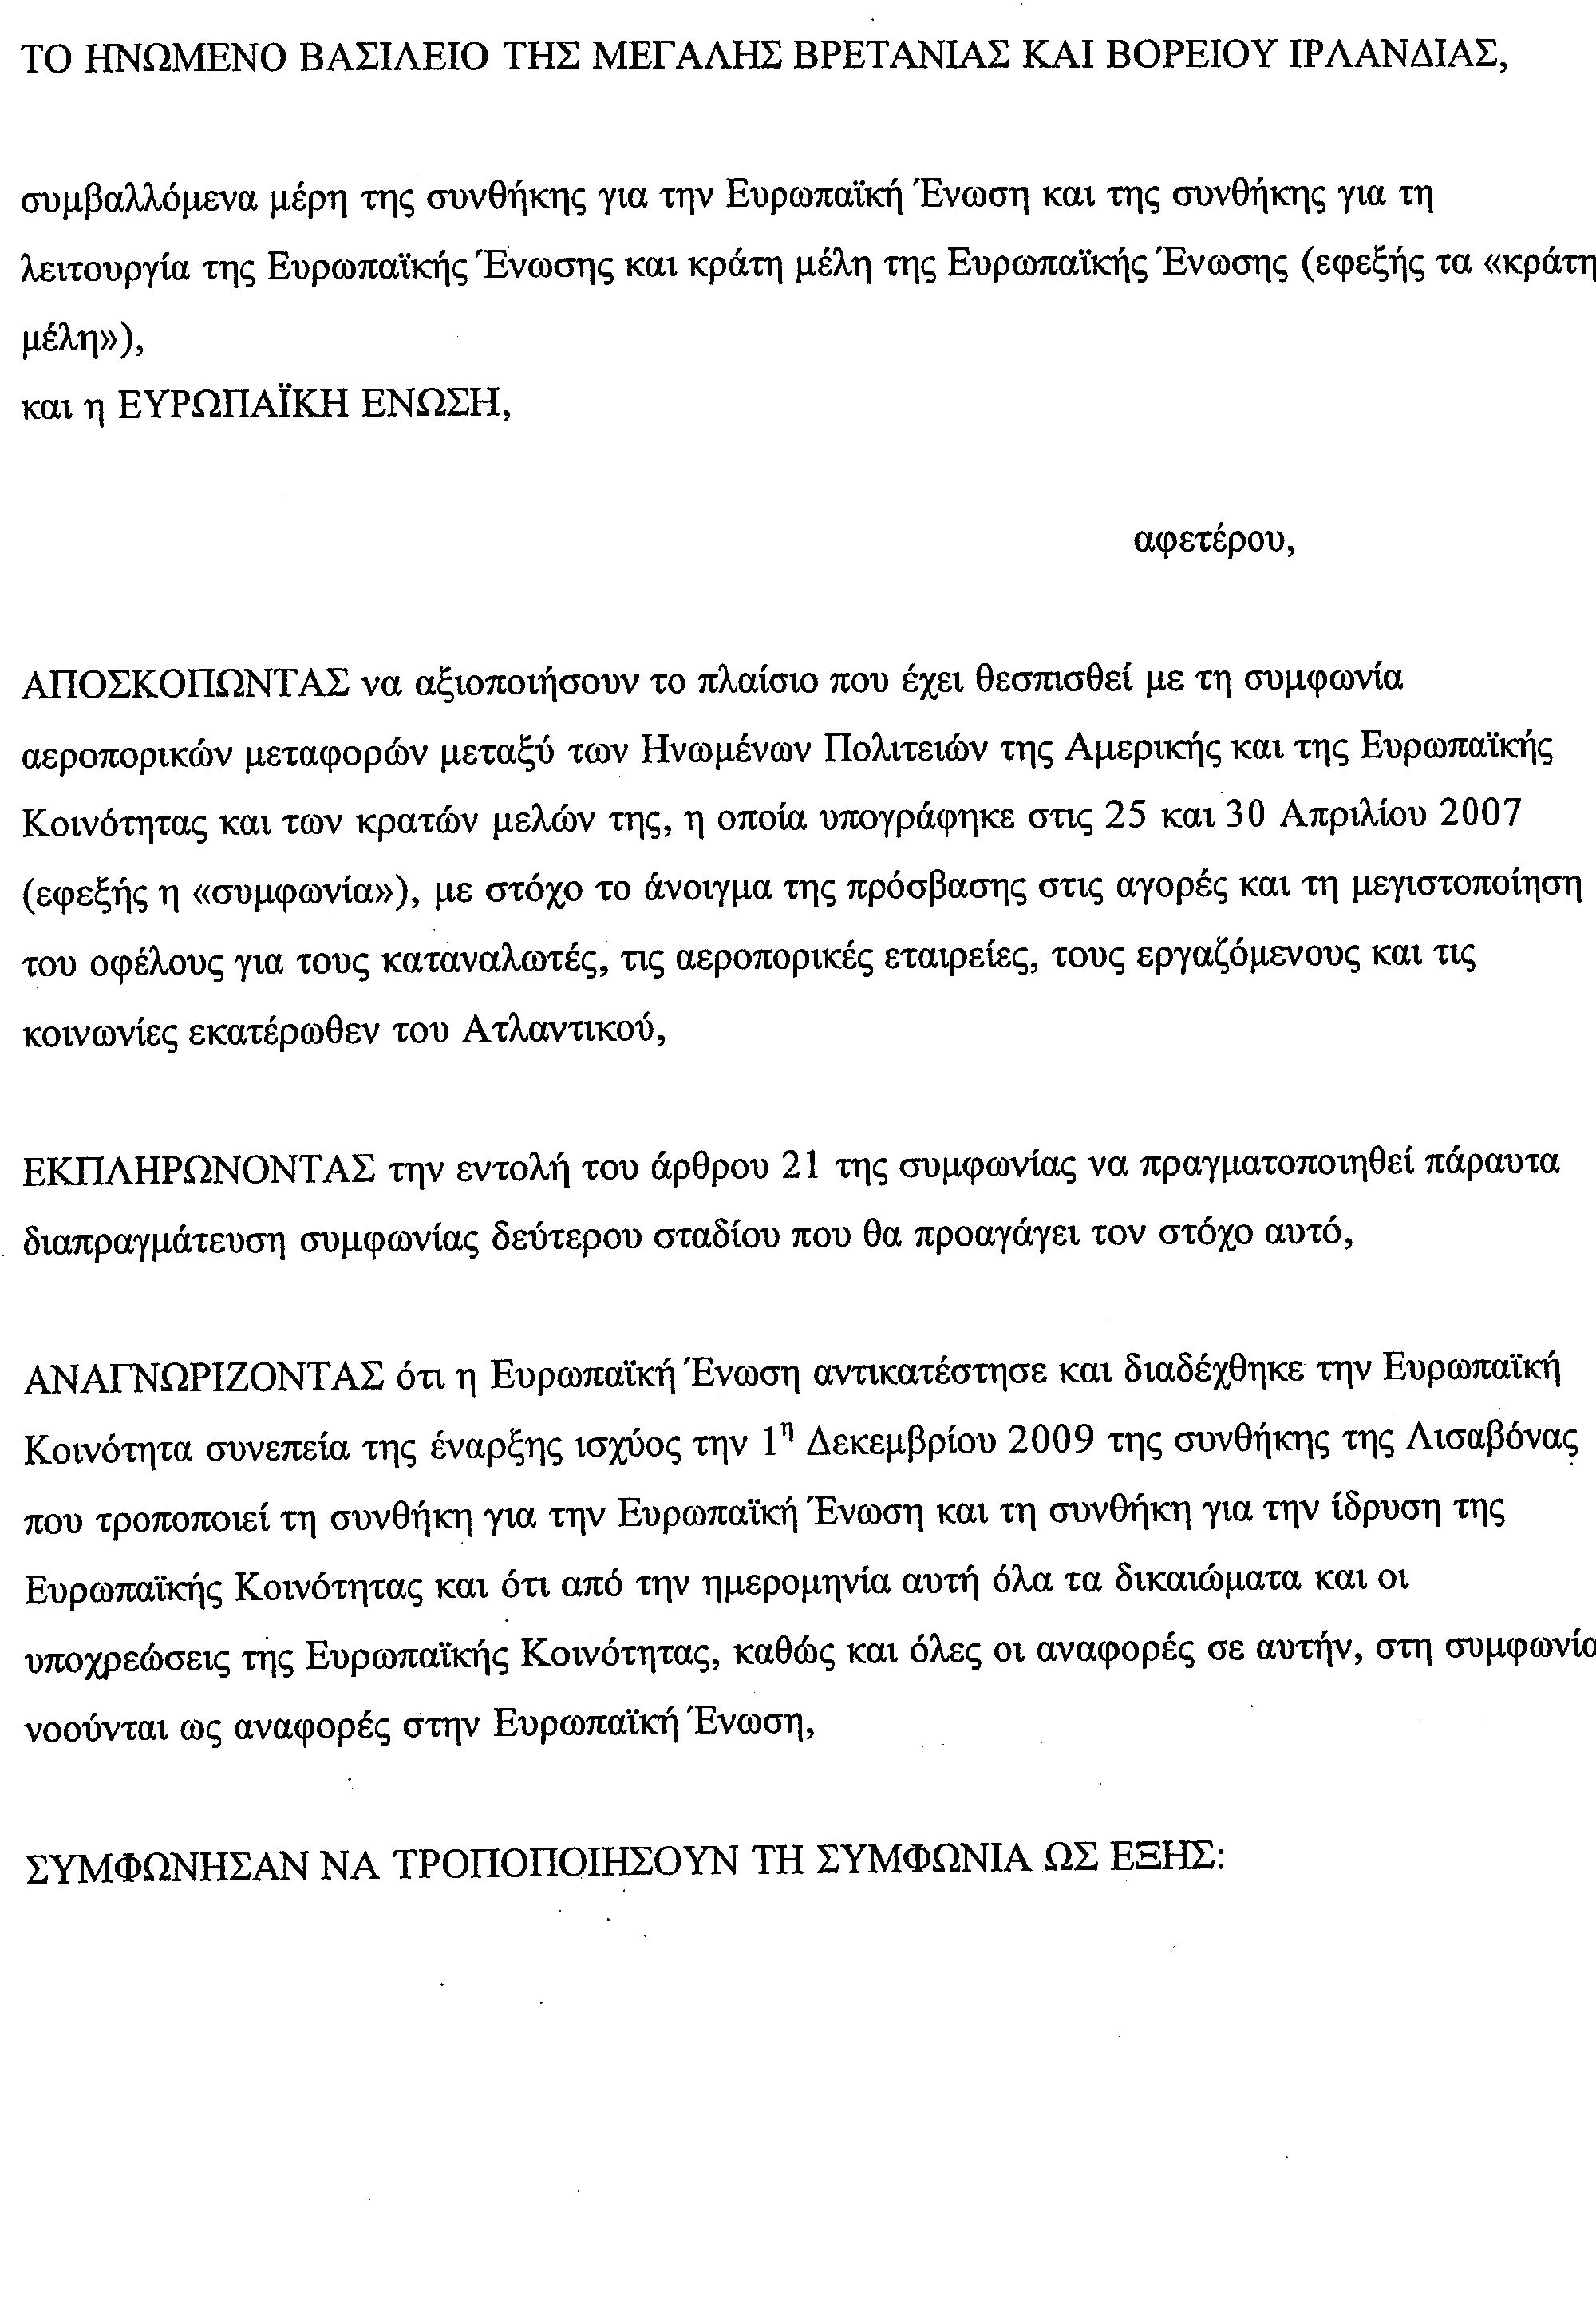 ΤΟ ΗΝΩΜΕΝΟ ΒΑΣΙΛΕΙΟ ΤΗΣ ΜΕΓΑΛΗΣ ΒΡΕΤΑΝΙΑΣ ΚΑΙ ΒΟΡΕΙΟΥ ΙΡΛΑΝΔΙΑΣ,
συμβαλλόμενα μέρη της συνθήκης για την Ευρωπαϊκή Ένωση και της συνθήκης για τη
λειτουργία της Ευρωπαϊκής Ένωσης και κράτη μέλη της Ευρωπαϊκής Ένωσης (εφεξής τα «κράτη
μέλη»),
και η ΕΥΡΩΠΑΪΚΗ ΕΝΩΣΗ,
αφετέρου,
ΑΠΟΣΚΟΠΩΝΤΑΣ να αξιοποιήσουν το πλαίσιο που έχει θεσπισθεί με τη συμφωνία
αεροπορικών μεταφορών μεταξύ των Ηνωμένων Πολιτειών της Αμερικής και της Ευρωπαϊκής
Κοινότητας και των κρατών μελών της, η οποία υπογράφηκε στις 25 και 30 Απριλίου 2007
(εφεξής η «συμφωνία»), με στόχο το άνοιγμα της πρόσβασης στις αγορές και τη μεγιστοποίηση
του οφέλους για τους καταναλωτές, τις αεροπορικές εταιρείες, τους εργαζόμενους και τις
κοινωνίες εκατέρωθεν του Ατλαντικού,
ΕΚΠΛΗΡΩΝΟΝΤΑΣ την εντολή του άρθρου 21 της συμφωνίας να πραγματοποιηθεί πάραυτα
διαπραγμάτευση συμφωνίας δεύτερου σταδίου που θα προαγάγει τον στόχο αυτό,
ΑΝΑΓΝΩΡΙΖΟΝΤΑΣ ότι η Ευρωπαϊκή Ένωση αντικατέστησε και διαδέχθηκε την Ευρωπαϊκή
Κοινότητα συνεπεία της έναρξης ισχύος την 1η Δεκεμβρίου 2009 της συνθήκης της Λισαβόνας
που τροποποιεί τη συνθήκη για την Ευρωπαϊκή Ένωση και τη συνθήκη για την ίδρυση της
Ευρωπαϊκής Κοινότητας και ότι από την ημερομηνία αυτή όλα τα δικαιώματα και οι
υποχρεώσεις της Ευρωπαϊκής Κοινότητας, καθώς και όλες οι αναφορές σε αυτήν, στη συμφωνία
νοούνται ως αναφορές στην Ευρωπαϊκή Ένωση,
ΣΥΜΦΩΝΗΣΑΝ ΝΑ ΤΡΟΠΟΠΟΙΗΣΟΥΝ ΤΗ ΣΥΜΦΩΝΙΑ ΩΣ ΕΞΗΣ: